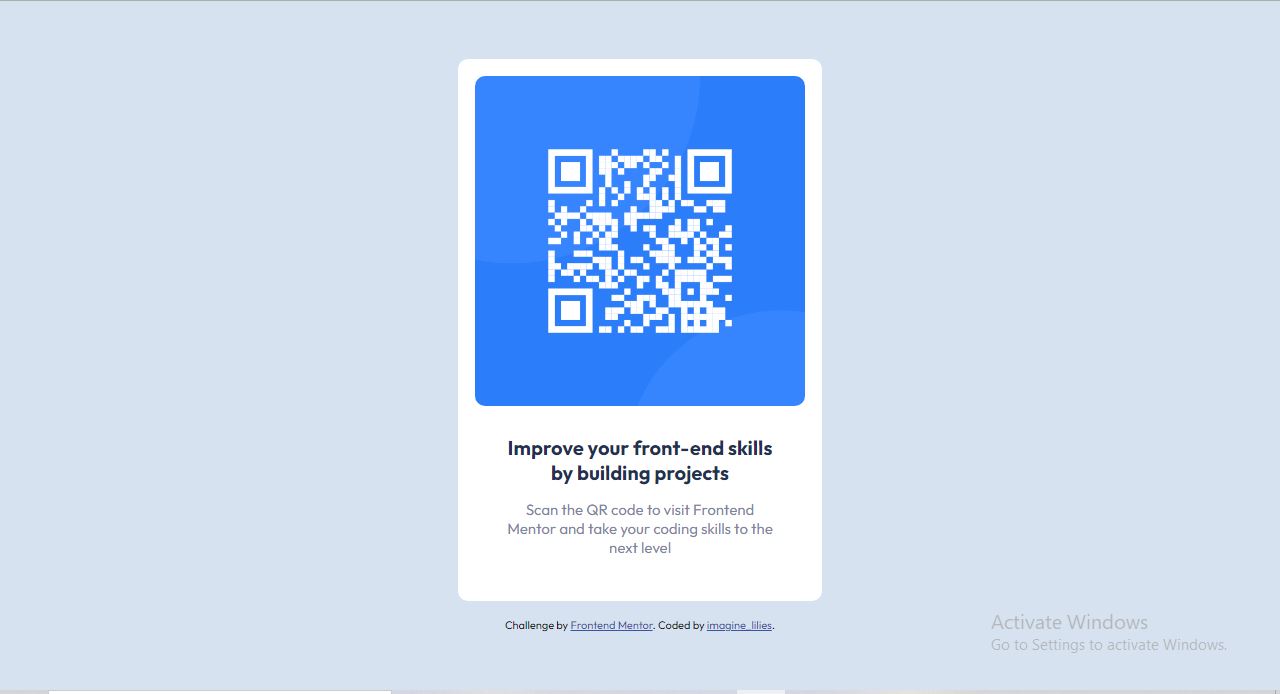 Improve your front-end skills
by building projects
Scan the QR code to visit Frontend
Mentor and take your coding skills to the
next level
Challenge by Frontend Mentor. Coded by imagine_lilies.
Activate Windows
Go to Settings to activate Windows.